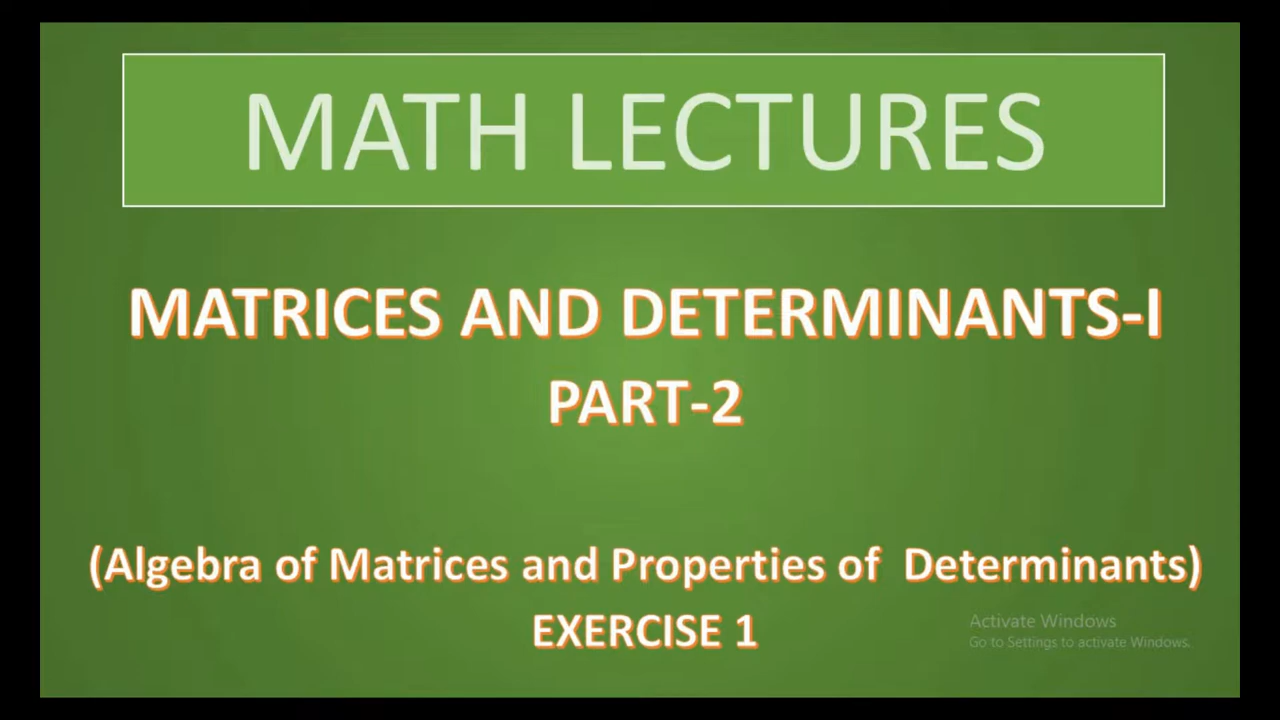 MATH LECTURES
MATRICES AND DETERMINANTS-I
PART-2
(Algebra of Matrices and Properties of Determinants)
EXERCISE 1
Activate Windows
Go to Settings to activate Windows.